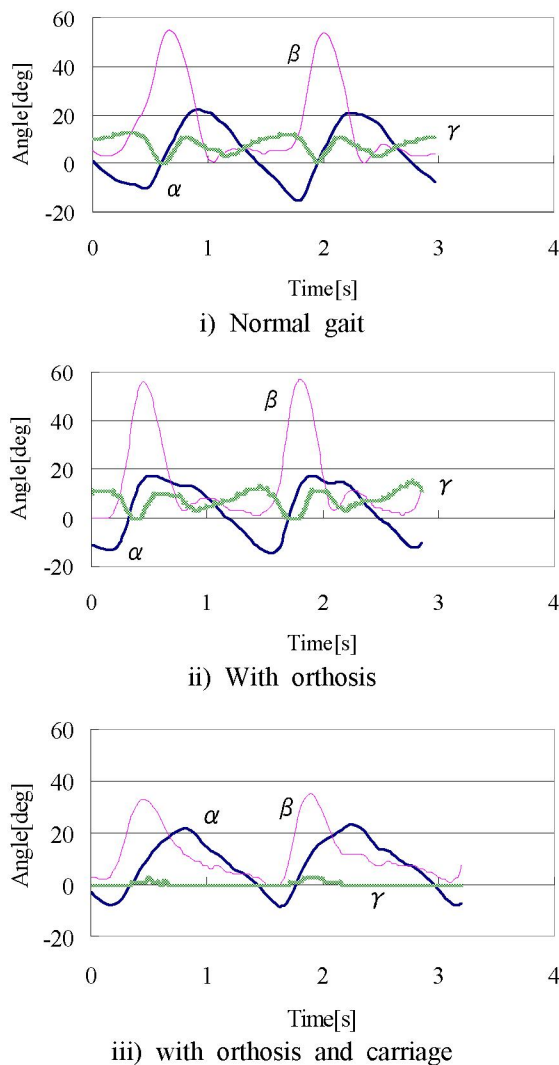 60
40
20
0
-20
Angle[deg]
β
γ
α
0 1 2 3 4
Time[s]
i) Normal gait
60
40
20
0
-20
Angle[deg]
β
γ
α
0 1 2 3 4
Time[s]
ii) With orthosis
60
40
20
0
-20
Angle[deg]
α
β
γ
0 1 2 3 4
Time[s]
iii) with orthosis and carriage